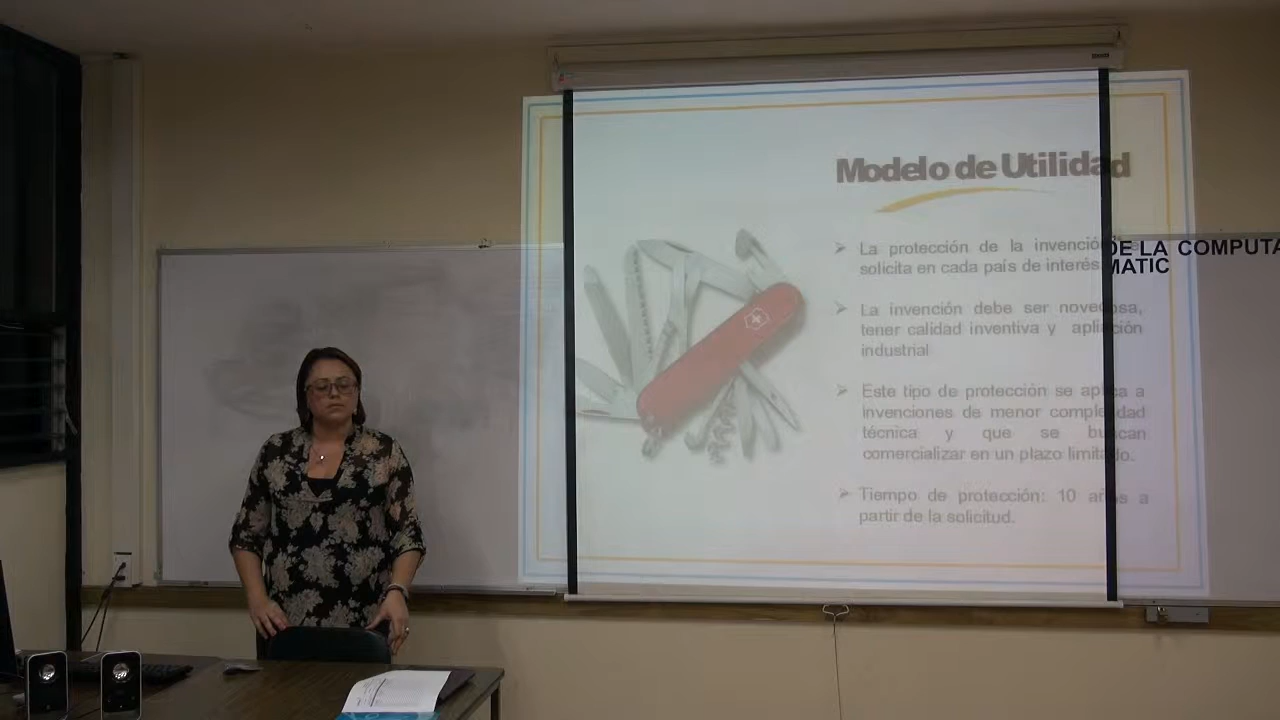 Modelo de Utilidad
La protección de la invención
solicita en cada país de interés.
DE LA COMPUTA
MATIC
La invención debe ser novedosa,
tener calidad inventiva y aplicación
industrial
Este tipo de protección se aplica a
invenciones de menor complejidad
técnica y que se buscan
comercializar en un plazo limitado.
Tiempo de protección: 10 años a
partir de la solicitud.